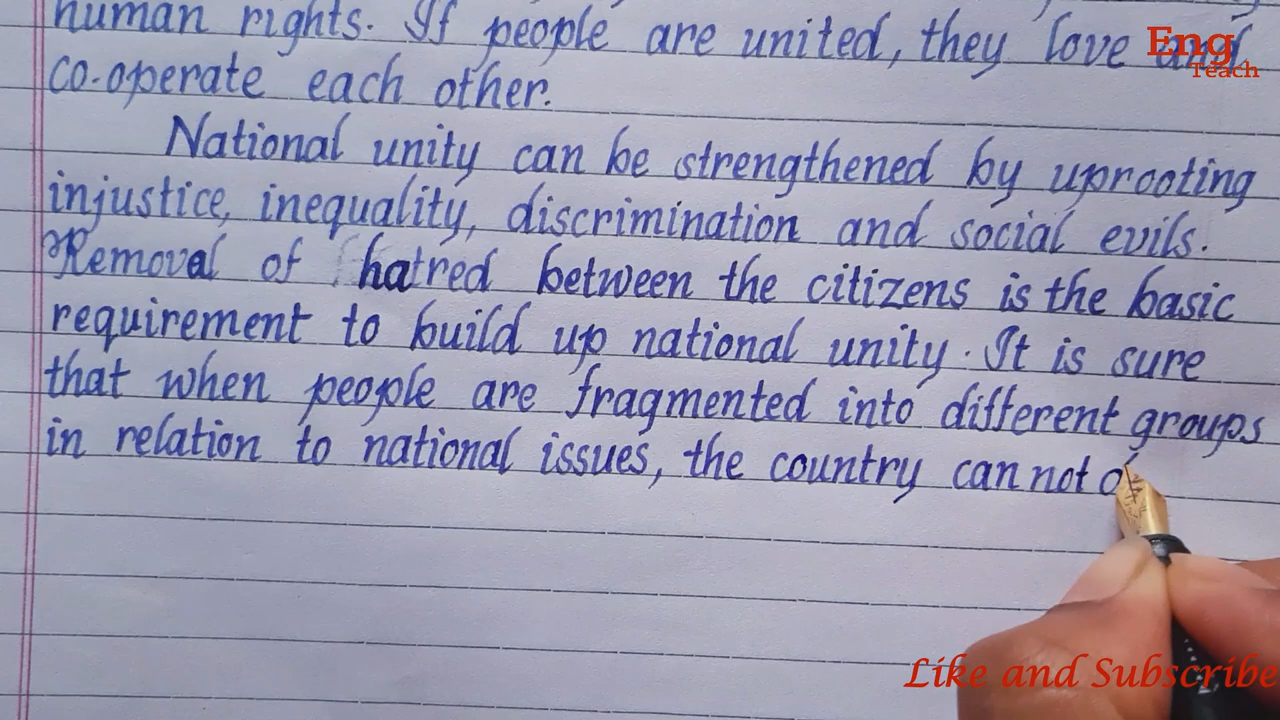 human rights. If people are united, they love and
co-operate each other.
National unity can be strengthened by uprooting
injustice, inequality, discrimination and social evils.
Removal of hatred between the citizens is the basic
requirement to build up national unity. It is sure
that when people are fragmented into different groups
in relation to national issues, the country can not
Eng
Teach
Like and Subscribe